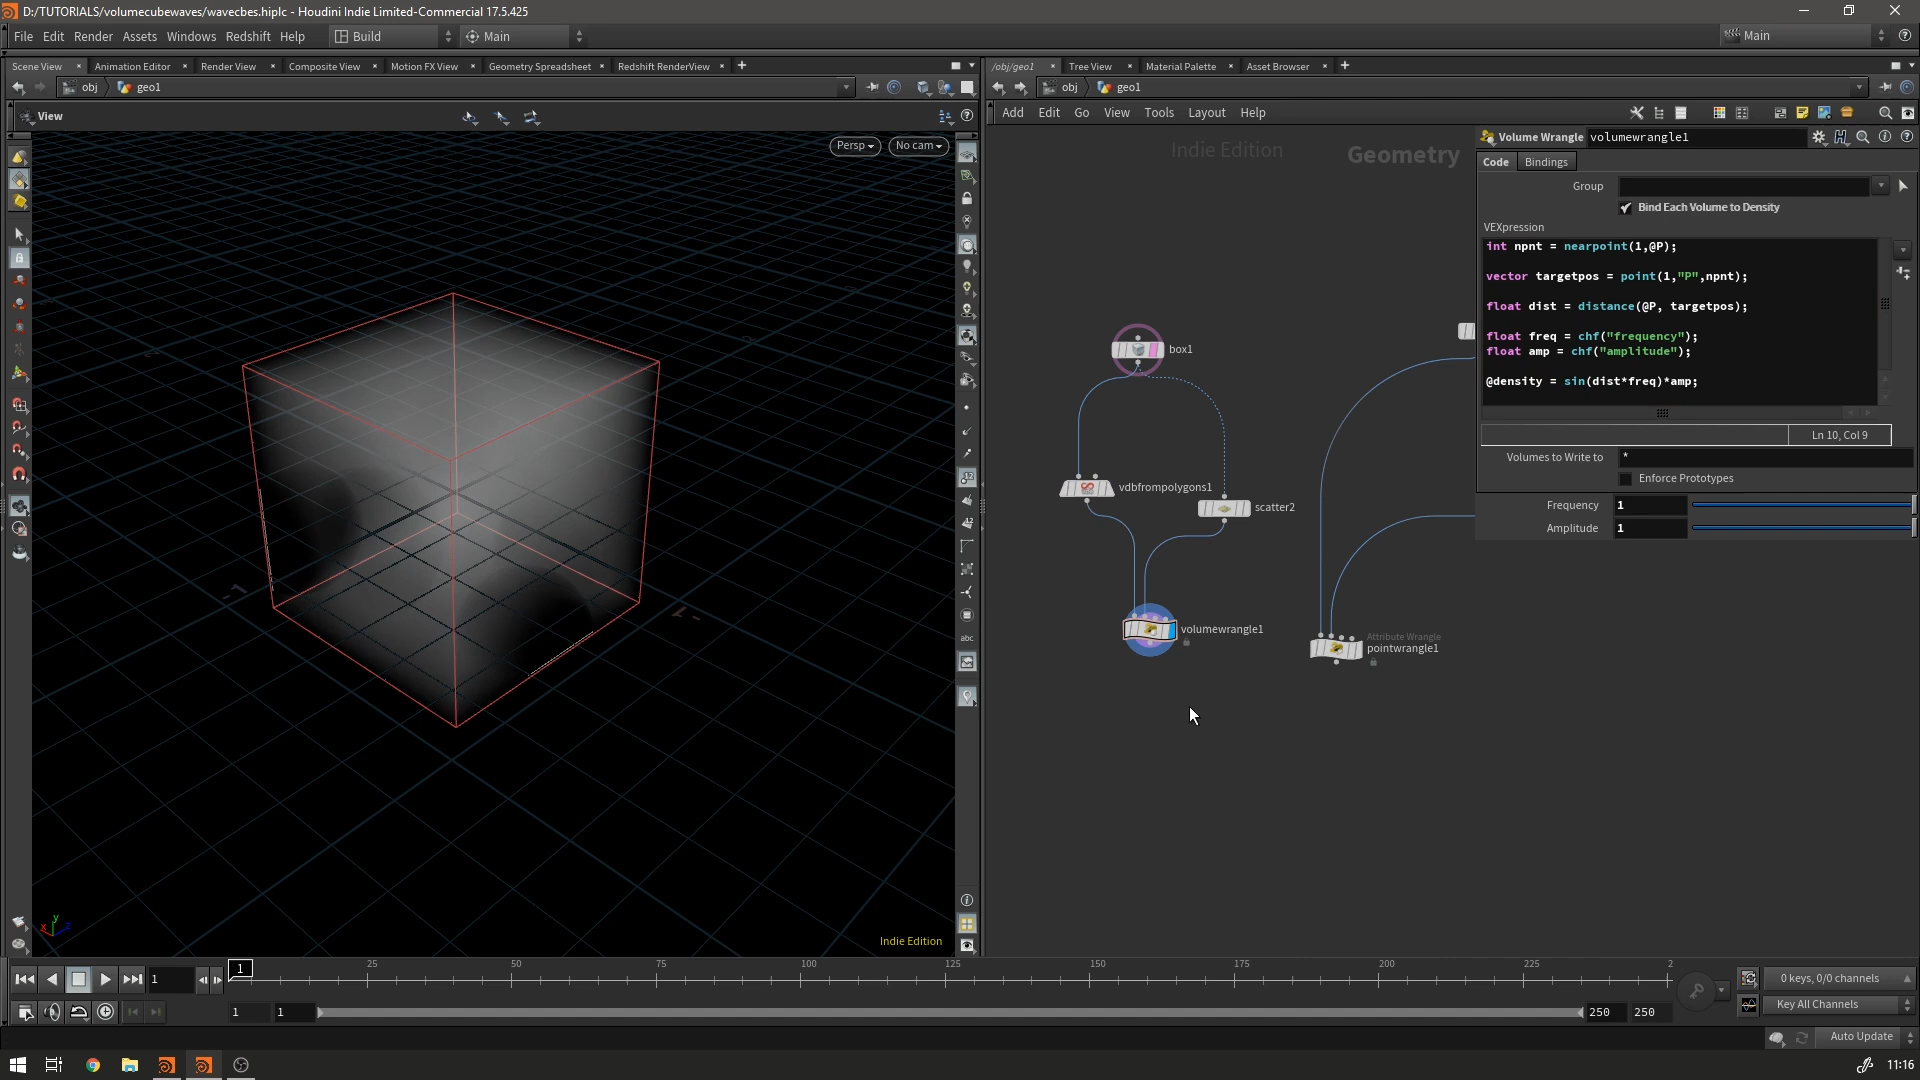 D:/TUTORIALS/volumecubewaves/wavecbes.hiplc - Houdini Indie Limited-Commercial 17.5.425
File Edit Render Assets Windows Redshift Help Build Main Main
Scene View Animation Editor Render View Composite View Motion FX View Geometry Spreadsheet Redshift RenderView
/obj/geo1 Tree View Material Palette Asset Browser
obj geo1
obj geo1
View
Add Edit Go View Tools Layout Help
Persp No cam
Indie Edition Geometry
Volume Wrangle volumewrangle1
Code Bindings
Group
Bind Each Volume to Density
VEXpression
int npnt = nearpoint(1,@P);
vector targetpos = point(1,"P",npnt);
float dist = distance(@P, targetpos);
float freq = chf("frequency");
float amp = chf("amplitude");
@density = sin(dist*freq)*amp;
Ln 10, Col 9
Volumes to Write to *
Enforce Prototypes
Frequency 1
Amplitude 1
box1
vdbfrompolygons1
scatter2
volumewrangle1
Attribute Wrangle
pointwrangle1
abc
x y z
Indie Edition
1 1 25 50 75 100 125 150 175 200 225 2
0 keys, 0/0 channels
1 1 250 250
Key All Channels
Auto Update
11:16